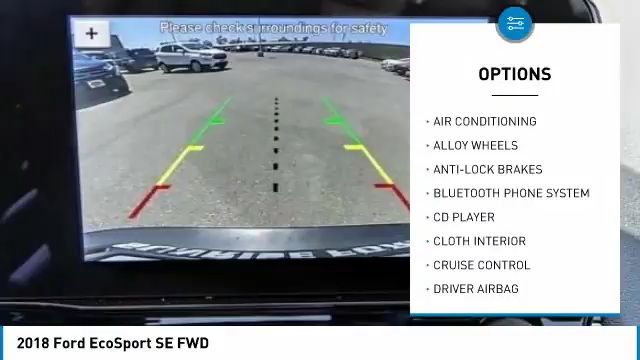 Please check surroundings for safety
+
OPTIONS
· AIR CONDITIONING
· ALLOY WHEELS
· ANTI-LOCK BRAKES
· BLUETOOTH PHONE SYSTEM
· CD PLAYER
· CLOTH INTERIOR
· CRUISE CONTROL
· DRIVER AIRBAG
2018 Ford EcoSport SE FWD